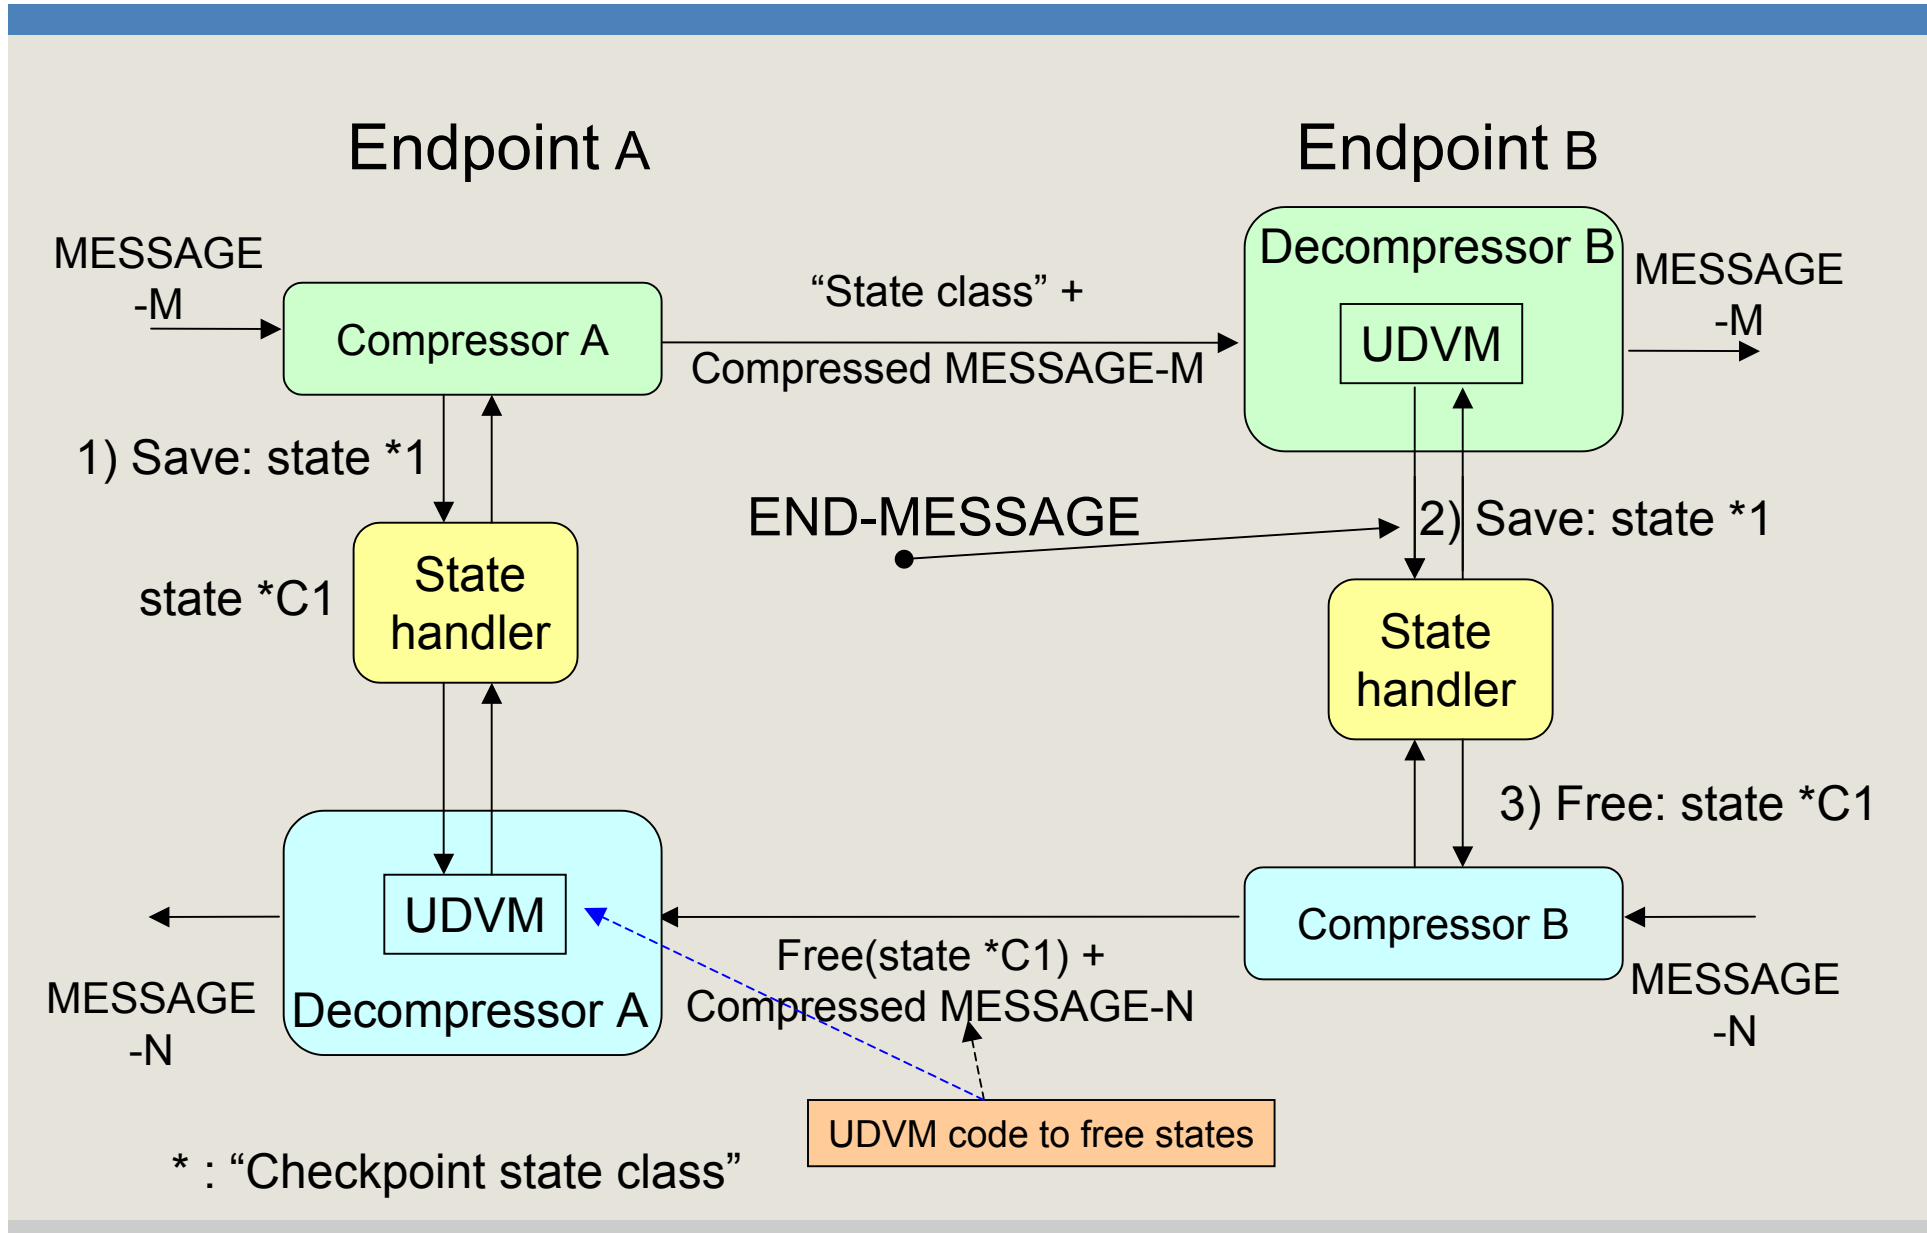 Endpoint A
Endpoint B
MESSAGE
-M
Compressor A
“State class” +
Compressed MESSAGE-M
Decompressor B
UDVM
MESSAGE
-M
1) Save: state *1
END-MESSAGE
2) Save: state *1
state *C1
State
handler
State
handler
3) Free: state *C1
UDVM
Decompressor A
MESSAGE
-N
Free(state *C1) +
Compressed MESSAGE-N
Compressor B
MESSAGE
-N
UDVM code to free states
* : “Checkpoint state class”